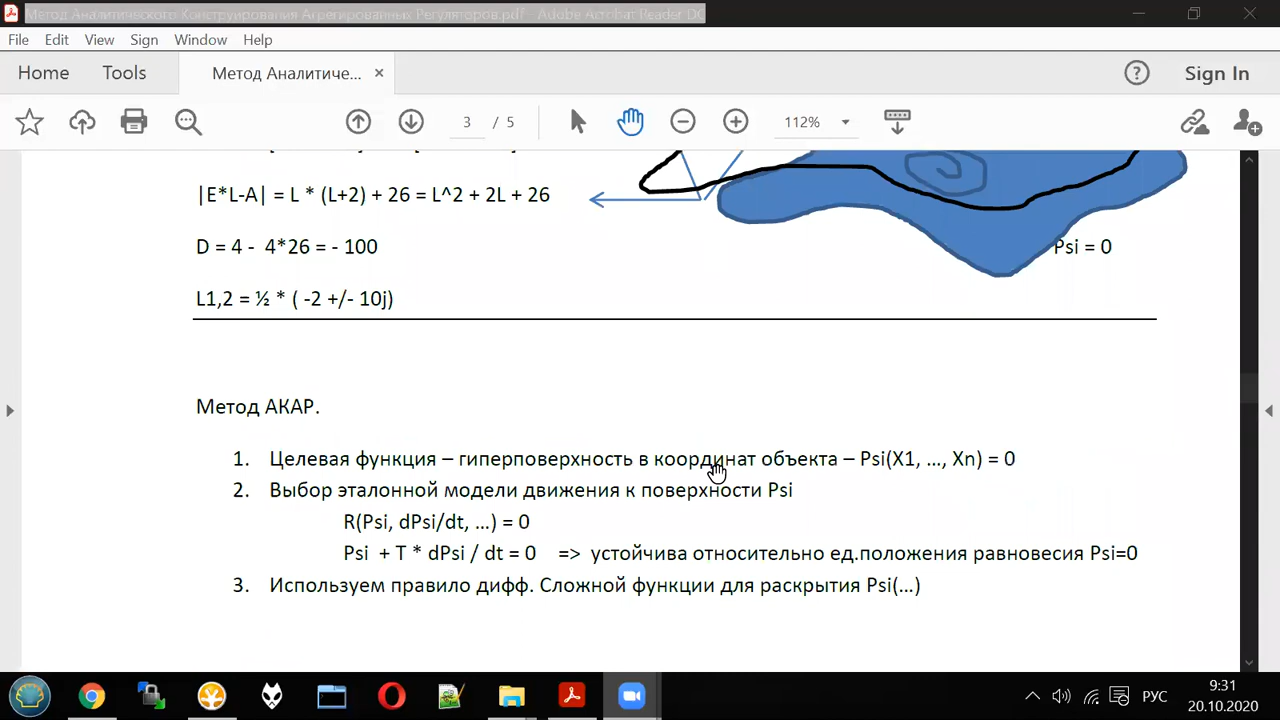 Метод Аналитического Конструирования Агрегированных Регуляторов.pdf - Adobe Acrobat Reader DC
File Edit View Sign Window Help
Home Tools Метод Аналитиче... × ? Sign In
3 / 5 112%
|E*L-A| = L * (L+2) + 26 = L^2 + 2L + 26
D = 4 - 4*26 = - 100
Psi = 0
L1,2 = ½ * ( -2 +/- 10j)
Метод АКАР.
1. Целевая функция – гиперповерхность в координат объекта – Psi(X1, …, Xn) = 0
2. Выбор эталонной модели движения к поверхности Psi
R(Psi, dPsi/dt, …) = 0
Psi + T * dPsi / dt = 0 => устойчива относительно ед.положения равновесия Psi=0
3. Используем правило дифф. Сложной функции для раскрытия Psi(…)
РУС
9:31
20.10.2020